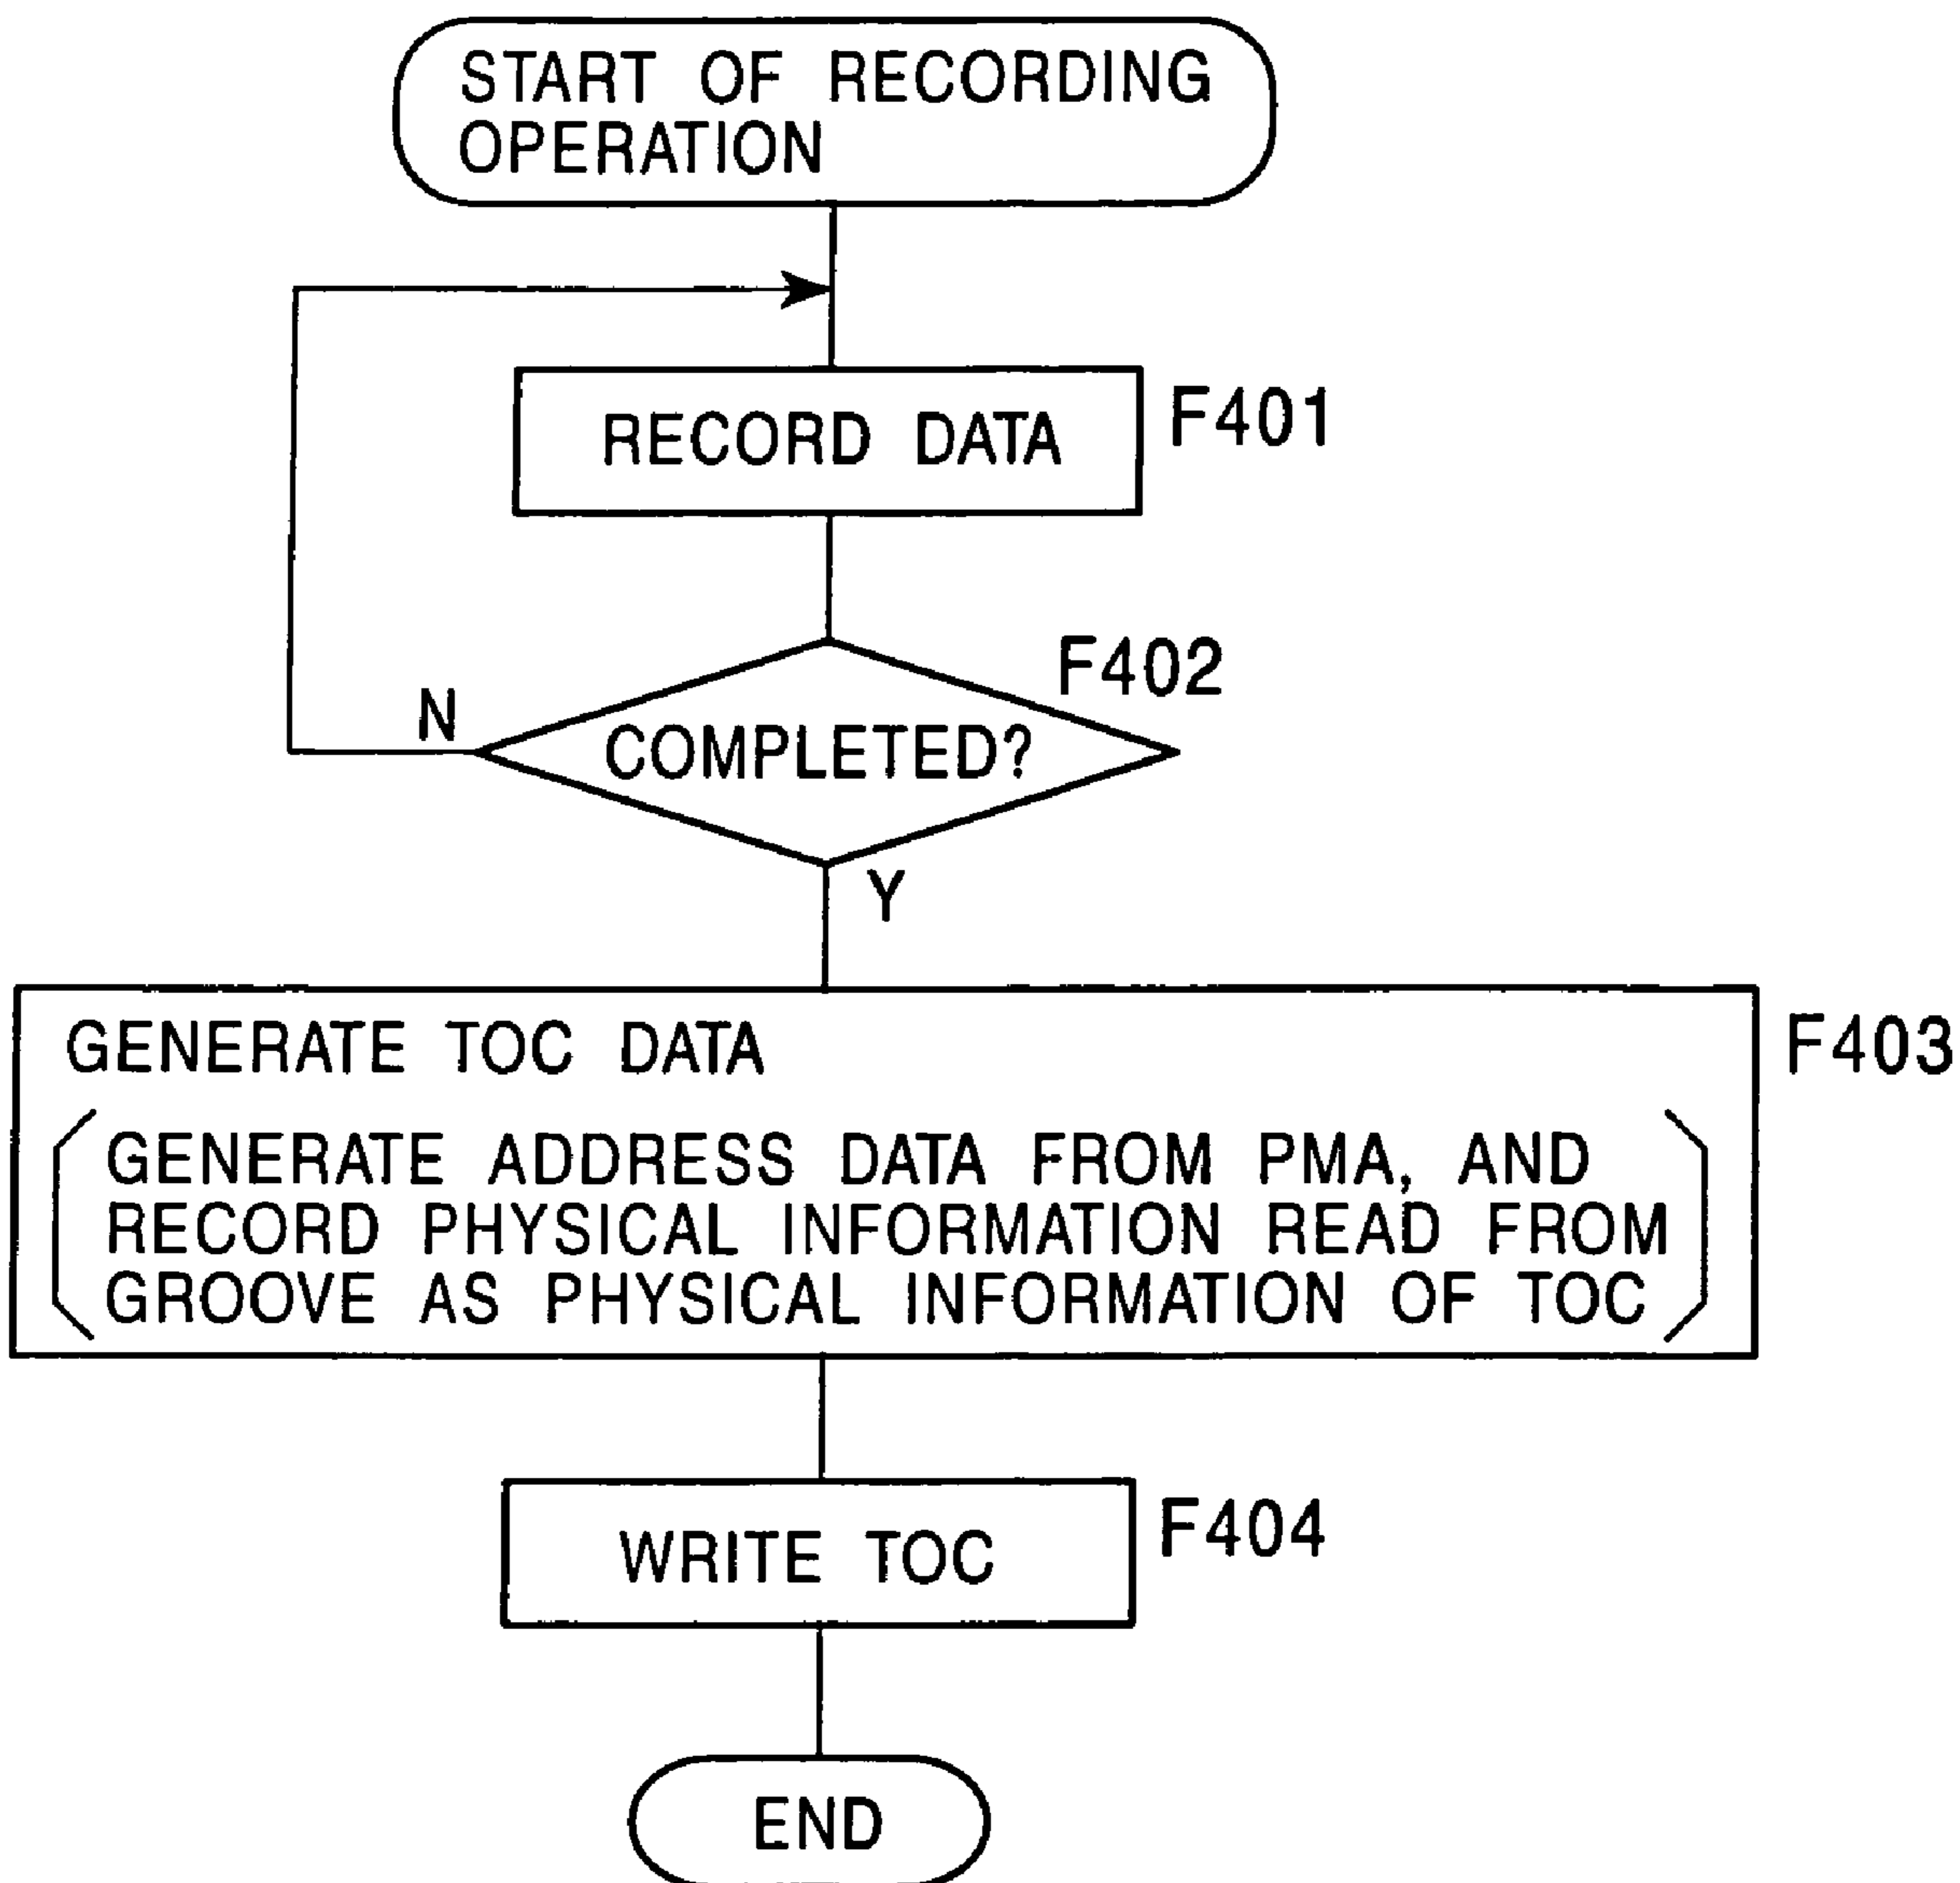 START OF RECORDING
OPERATION
RECORD DATA
F401
F402
N
COMPLETED?
Y
GENERATE TOC DATA
F403
GENERATE ADDRESS DATA FROM PMA, AND
RECORD PHYSICAL INFORMATION READ FROM
GROOVE AS PHYSICAL INFORMATION OF TOC
WRITE TOC
F404
END